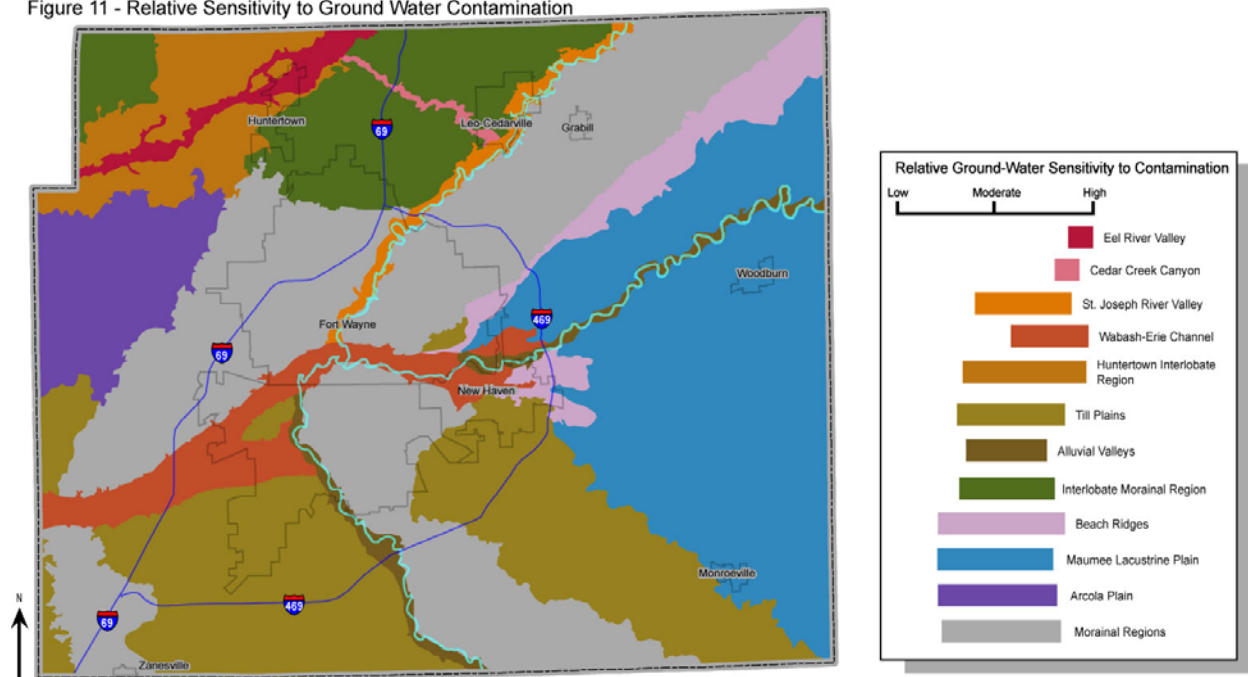 Figure 11 - Relative Sensitivity to Ground Water Contamination
Huntertown
69
Leo-Cedarville
Grabill
Woodburn
Fort Wayne
469
69
New Haven
Monroeville
469
69
Zanesville
N
Relative Ground-Water Sensitivity to Contamination
Low Moderate High
Eel River Valley
Cedar Creek Canyon
St. Joseph River Valley
Wabash-Erie Channel
Huntertown Interlobate
Region
Till Plains
Alluvial Valleys
Interlobate Morainal Region
Beach Ridges
Maumee Lacustrine Plain
Arcola Plain
Morainal Regions